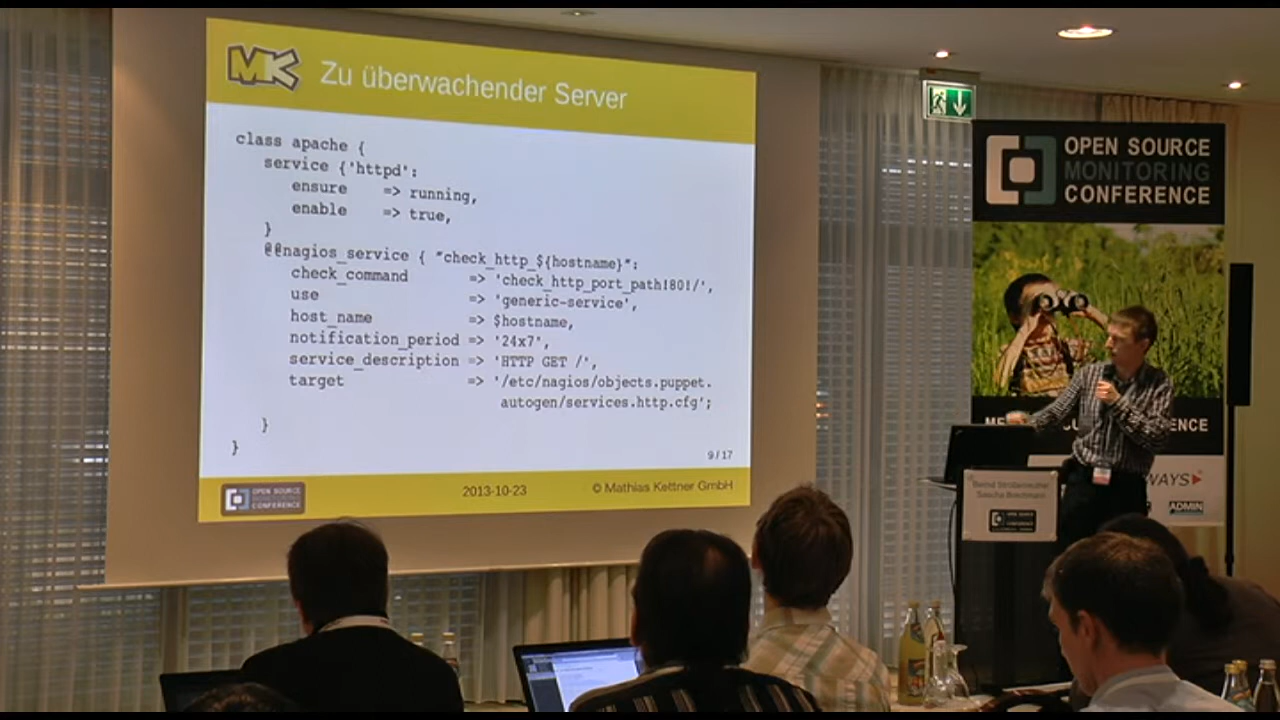 MK
Zu überwachender Server
class apache {
service {'httpd':
ensure => running,
enable => true,
}
@@nagios_service { "check_http_${hostname}":
check_command => 'check_http_port_path!80!/',
use => 'generic-service',
host_name => $hostname,
notification_period => '24x7',
service_description => 'HTTP GET /',
target => '/etc/nagios/objects.puppet.
autogen/services.http.cfg';
}
}
9 / 17
OPEN SOURCE
MONITORING
CONFERENCE
2013-10-23
© Mathias Kettner GmbH
OPEN SOURCE
MONITORING
CONFERENCE
WAYS
ADMIN